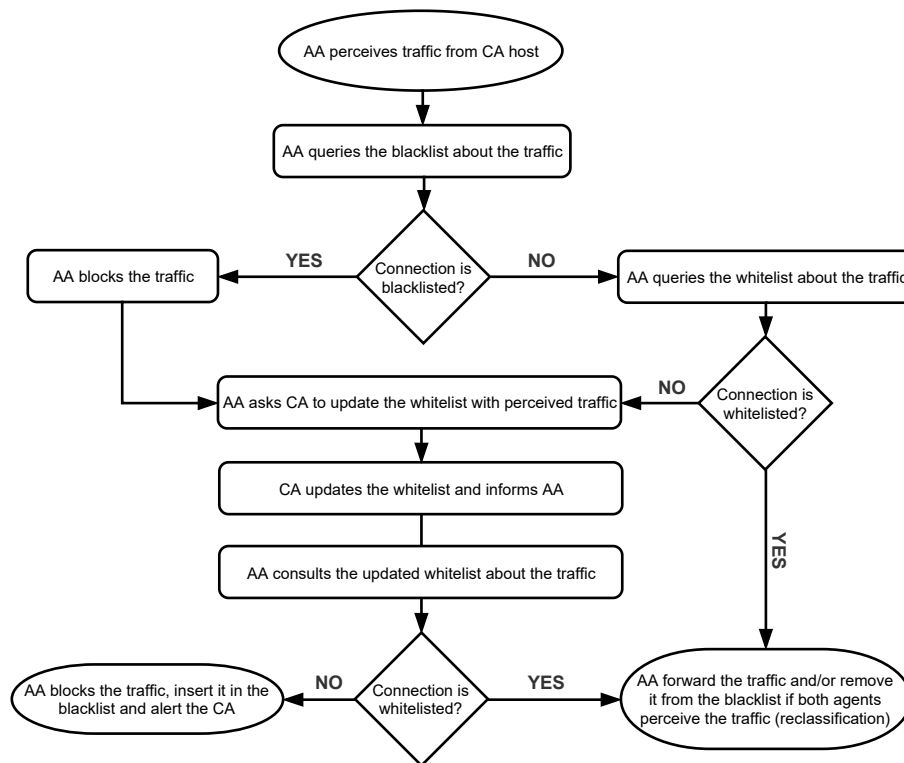 AA perceives traffic from CA host
AA queries the blacklist about the traffic
YES
Connection is
blacklisted?
NO
AA blocks the traffic
AA queries the whitelist about the traffic
NO
Connection is
whitelisted?
AA asks CA to update the whitelist with perceived traffic
CA updates the whitelist and informs AA
YES
AA consults the updated whitelist about the traffic
NO
Connection is
whitelisted?
YES
AA blocks the traffic, insert it in the
blacklist and alert the CA
AA forward the traffic and/or remove
it from the blacklist if both agents
perceive the traffic (reclassification)